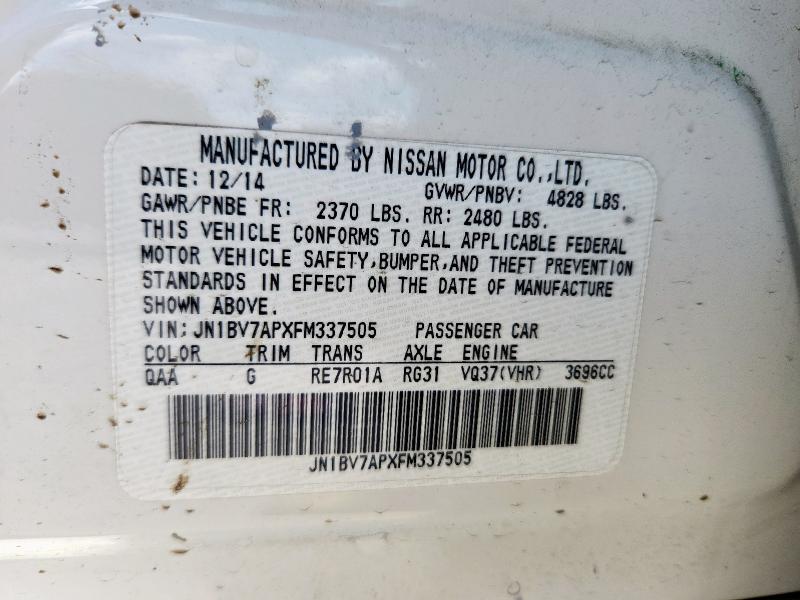 MANUFACTURED BY NISSAN MOTOR CO.,LTD.
DATE: 12/14 GVWR/PNBV: 4828 LBS.
GAWR/PNBE FR: 2370 LBS. RR: 2480 LBS.
THIS VEHICLE CONFORMS TO ALL APPLICABLE FEDERAL
MOTOR VEHICLE SAFETY,BUMPER,AND THEFT PREVENTION
STANDARDS IN EFFECT ON THE DATE OF MANUFACTURE
SHOWN ABOVE.
VIN:JN1BV7APXFM337505 PASSENGER CAR
COLOR TRIM TRANS AXLE ENGINE
QAA G RE7R01A RG31 VQ37(VHR) 3696CC
JN1BV7APXFM337505